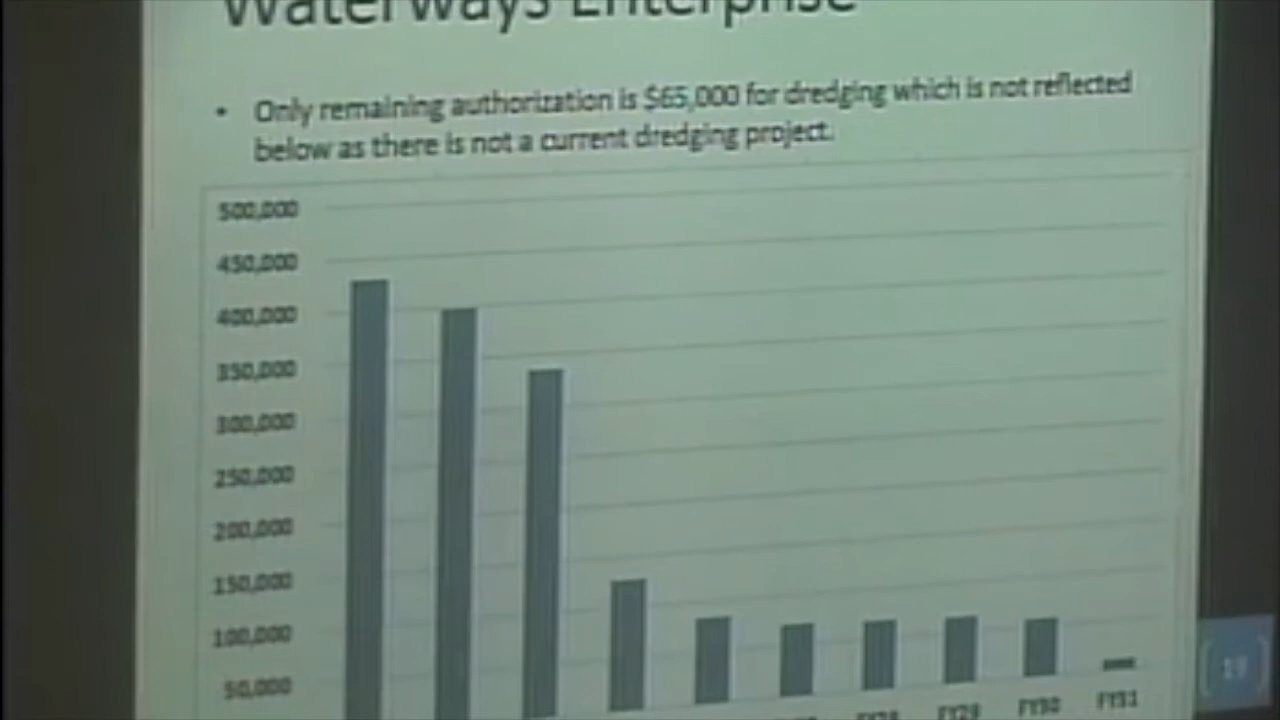 Waterways Enterprise
• Only remaining authorization is $65,000 for dredging which is not reflected
below as there is not a current dredging project.
500,000
450,000
400,000
350,000
300,000
250,000
200,000
150,000
100,000
50,000
FY28 FY29 FY30 FY31
19